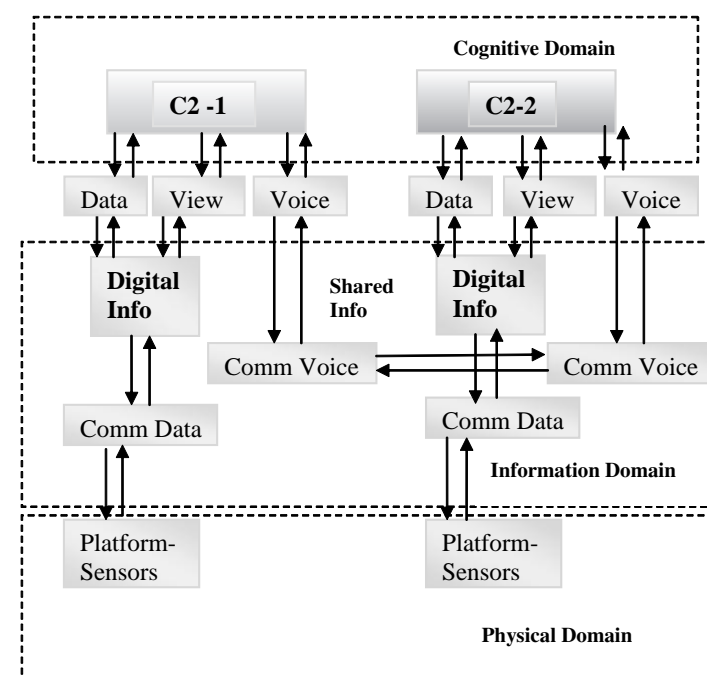 Cognitive Domain
C2 -1
C2-2
Data
View
Voice
Data
View
Voice
Digital
Info
Shared
Info
Digital
Info
Comm Voice
Comm Voice
Comm Data
Comm Data
Information Domain
Platform-
Sensors
Platform-
Sensors
Physical Domain